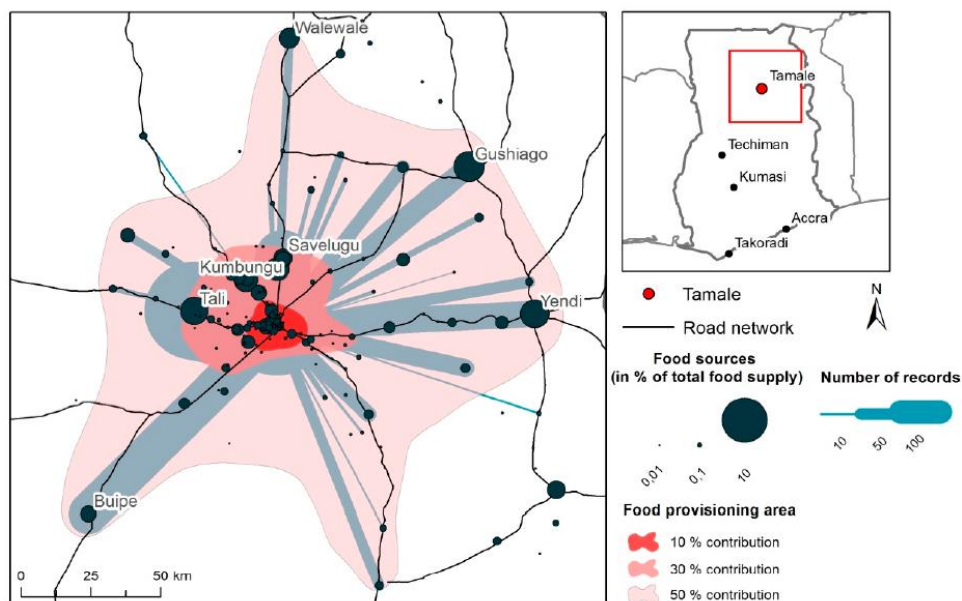 Walewale
Gushiago
Savelugu
Kumbungu
Tali
Yendi
Buipe
0 25 50 km
Tamale
Techiman
Kumasi
Accra
Takoradi
N
Tamale
Road network
Food sources
(in % of total food supply)
Number of records
0,01 0,1 10
10 50 100
Food provisioning area
10 % contribution
30 % contribution
50 % contribution